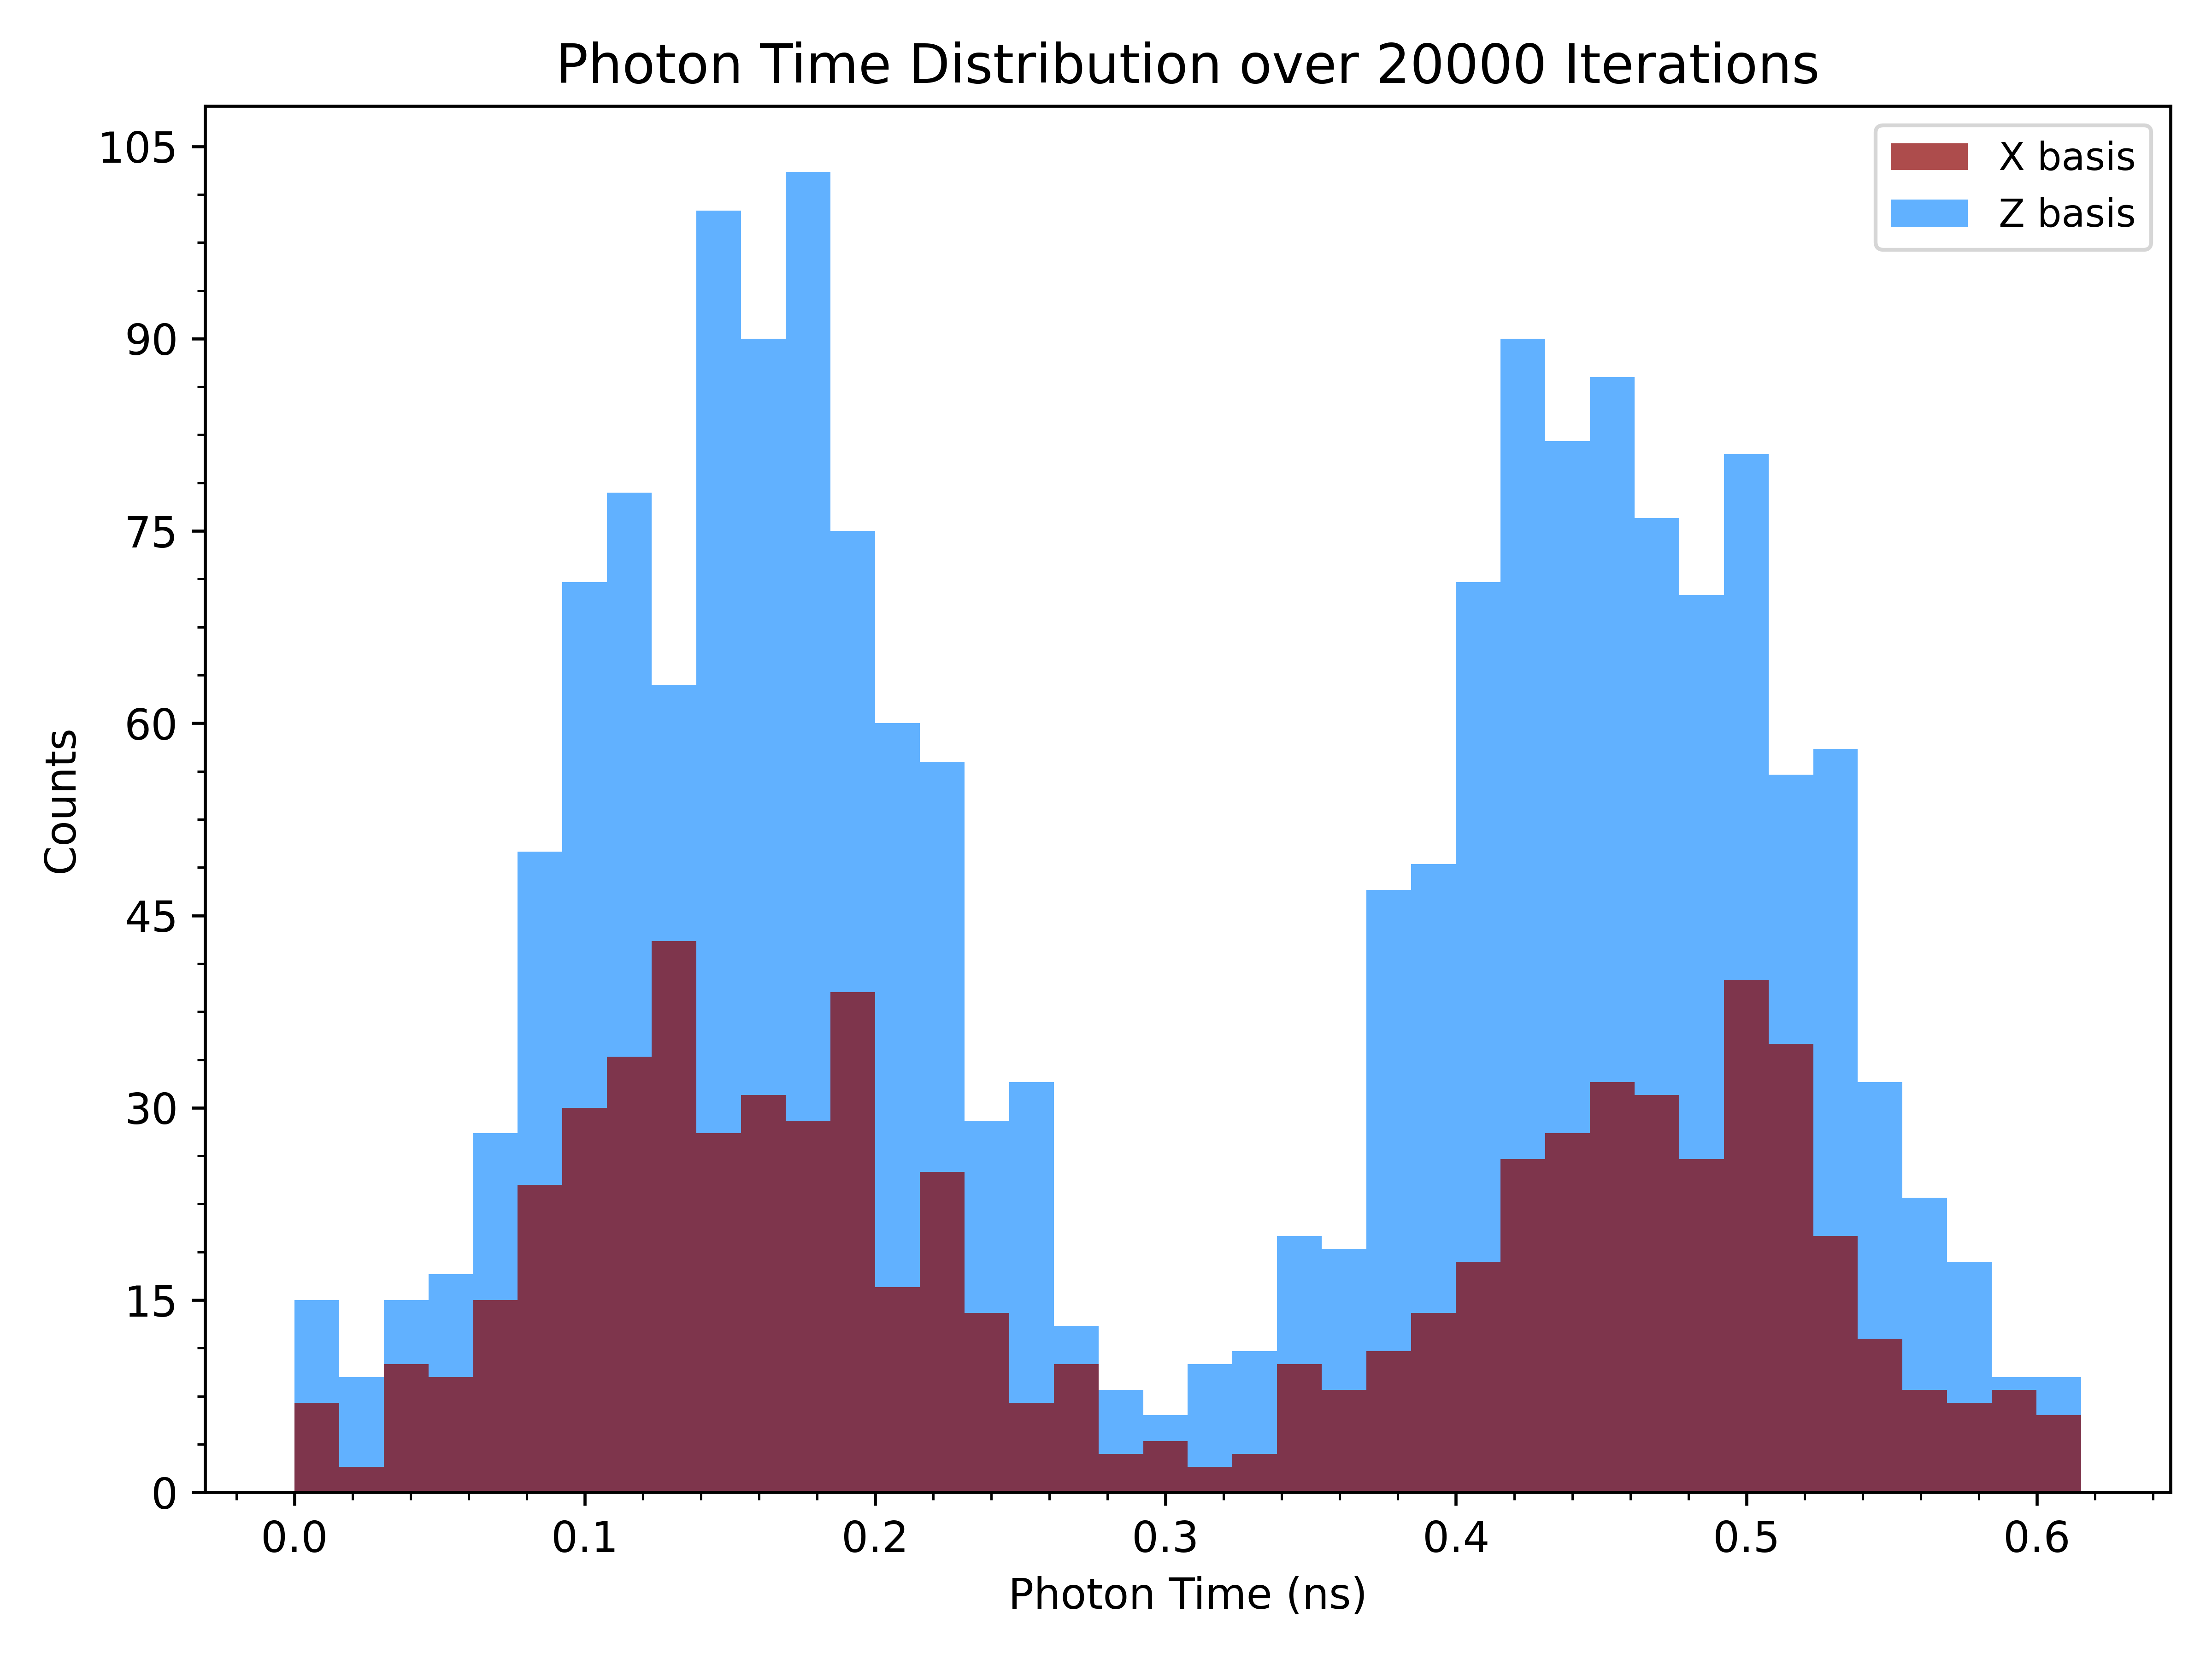 Photon Time Distribution over 20000 Iterations
X basis
Z basis
105
90
75
60
45
30
15
0
Counts
0.0 0.1 0.2 0.3 0.4 0.5 0.6
Photon Time (ns)